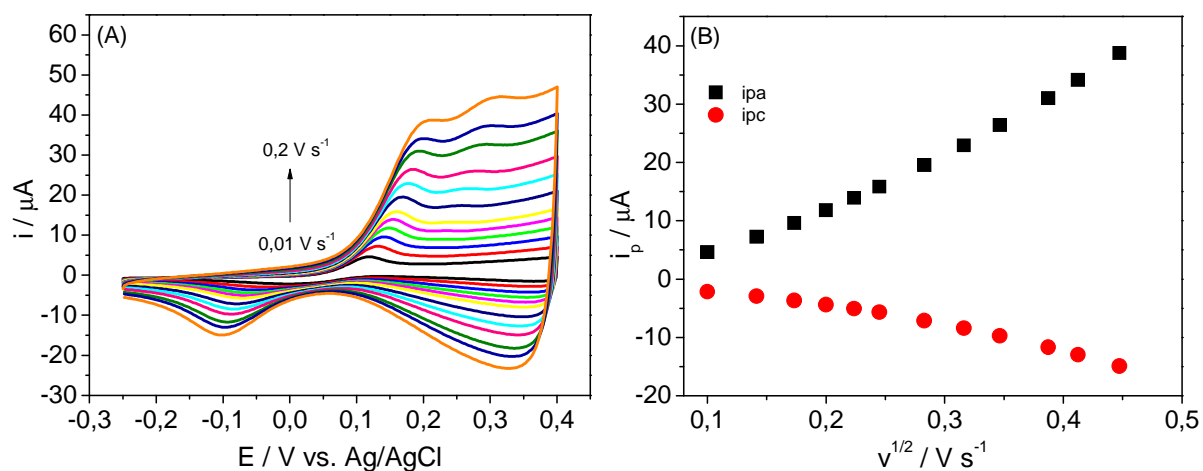 (A)
60
50
40
30
20
10
0
-10
-20
-30
i / μA
0,2 V s⁻¹
0,01 V s⁻¹
-0,3 -0,2 -0,1 0,0 0,1 0,2 0,3 0,4
E / V vs. Ag/AgCl
(B)
40
30
20
10
0
-10
-20
iₚ / μA
ipa
ipc
0,1 0,2 0,3 0,4 0,5
v¹ᐟ² / V s⁻¹